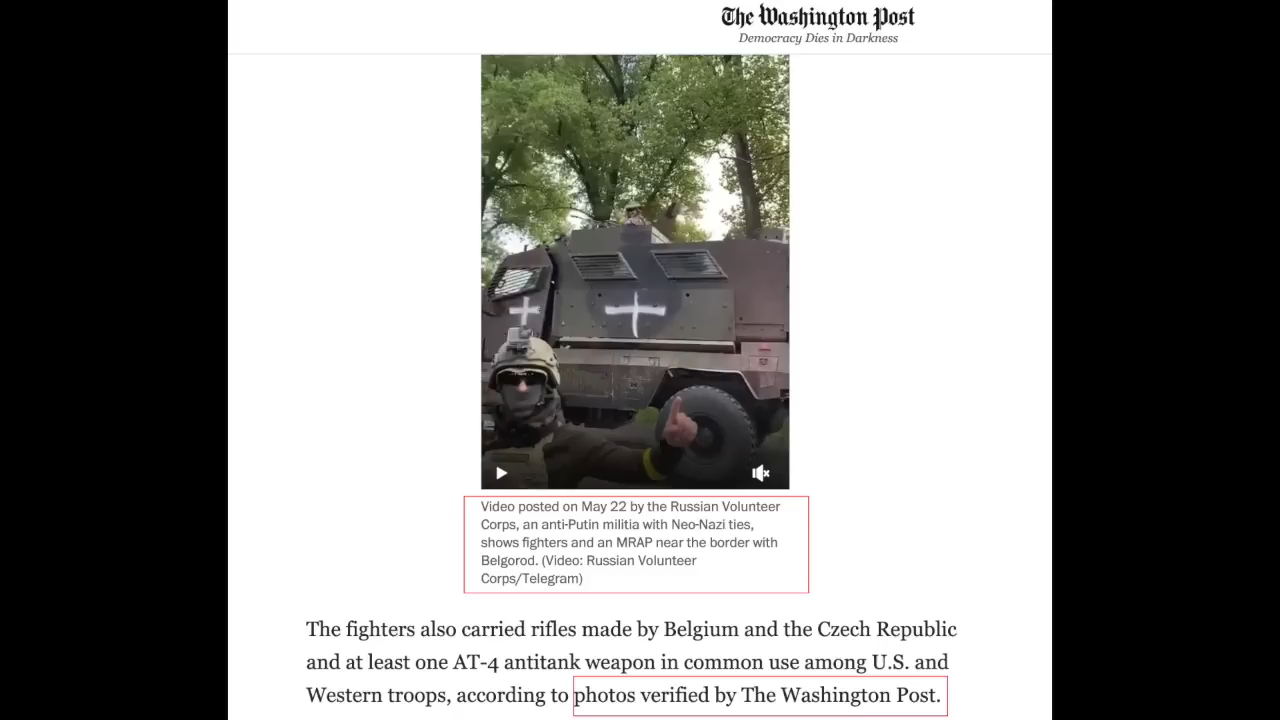 The Washington Post
Democracy Dies in Darkness
Video posted on May 22 by the Russian Volunteer
Corps, an anti-Putin militia with Neo-Nazi ties,
shows fighters and an MRAP near the border with
Belgorod. (Video: Russian Volunteer
Corps/Telegram)
The fighters also carried rifles made by Belgium and the Czech Republic
and at least one AT-4 antitank weapon in common use among U.S. and
Western troops, according to photos verified by The Washington Post.